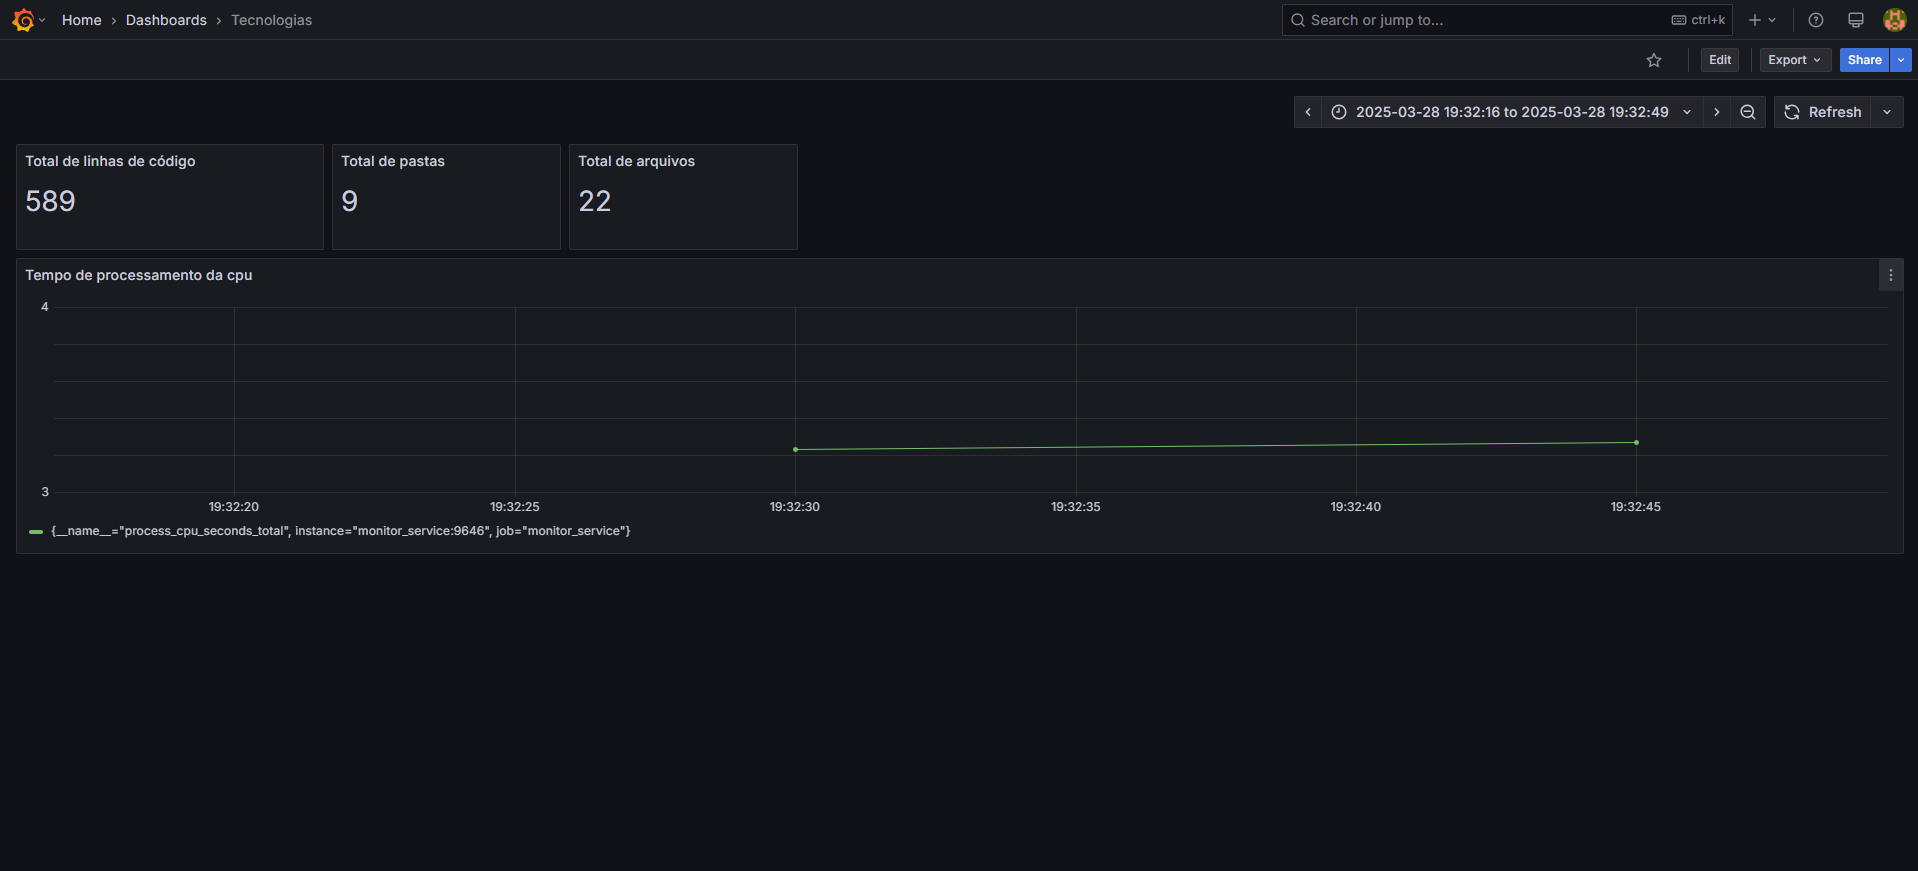 Home › Dashboards › Tecnologias
Search or jump to... ctrl+k
Edit Export Share
2025-03-28 19:32:16 to 2025-03-28 19:32:49 Refresh
Total de linhas de código
589
Total de pastas
9
Total de arquivos
22
Tempo de processamento da cpu
4
3
19:32:20 19:32:25 19:32:30 19:32:35 19:32:40 19:32:45
{__name__="process_cpu_seconds_total", instance="monitor_service:9646", job="monitor_service"}